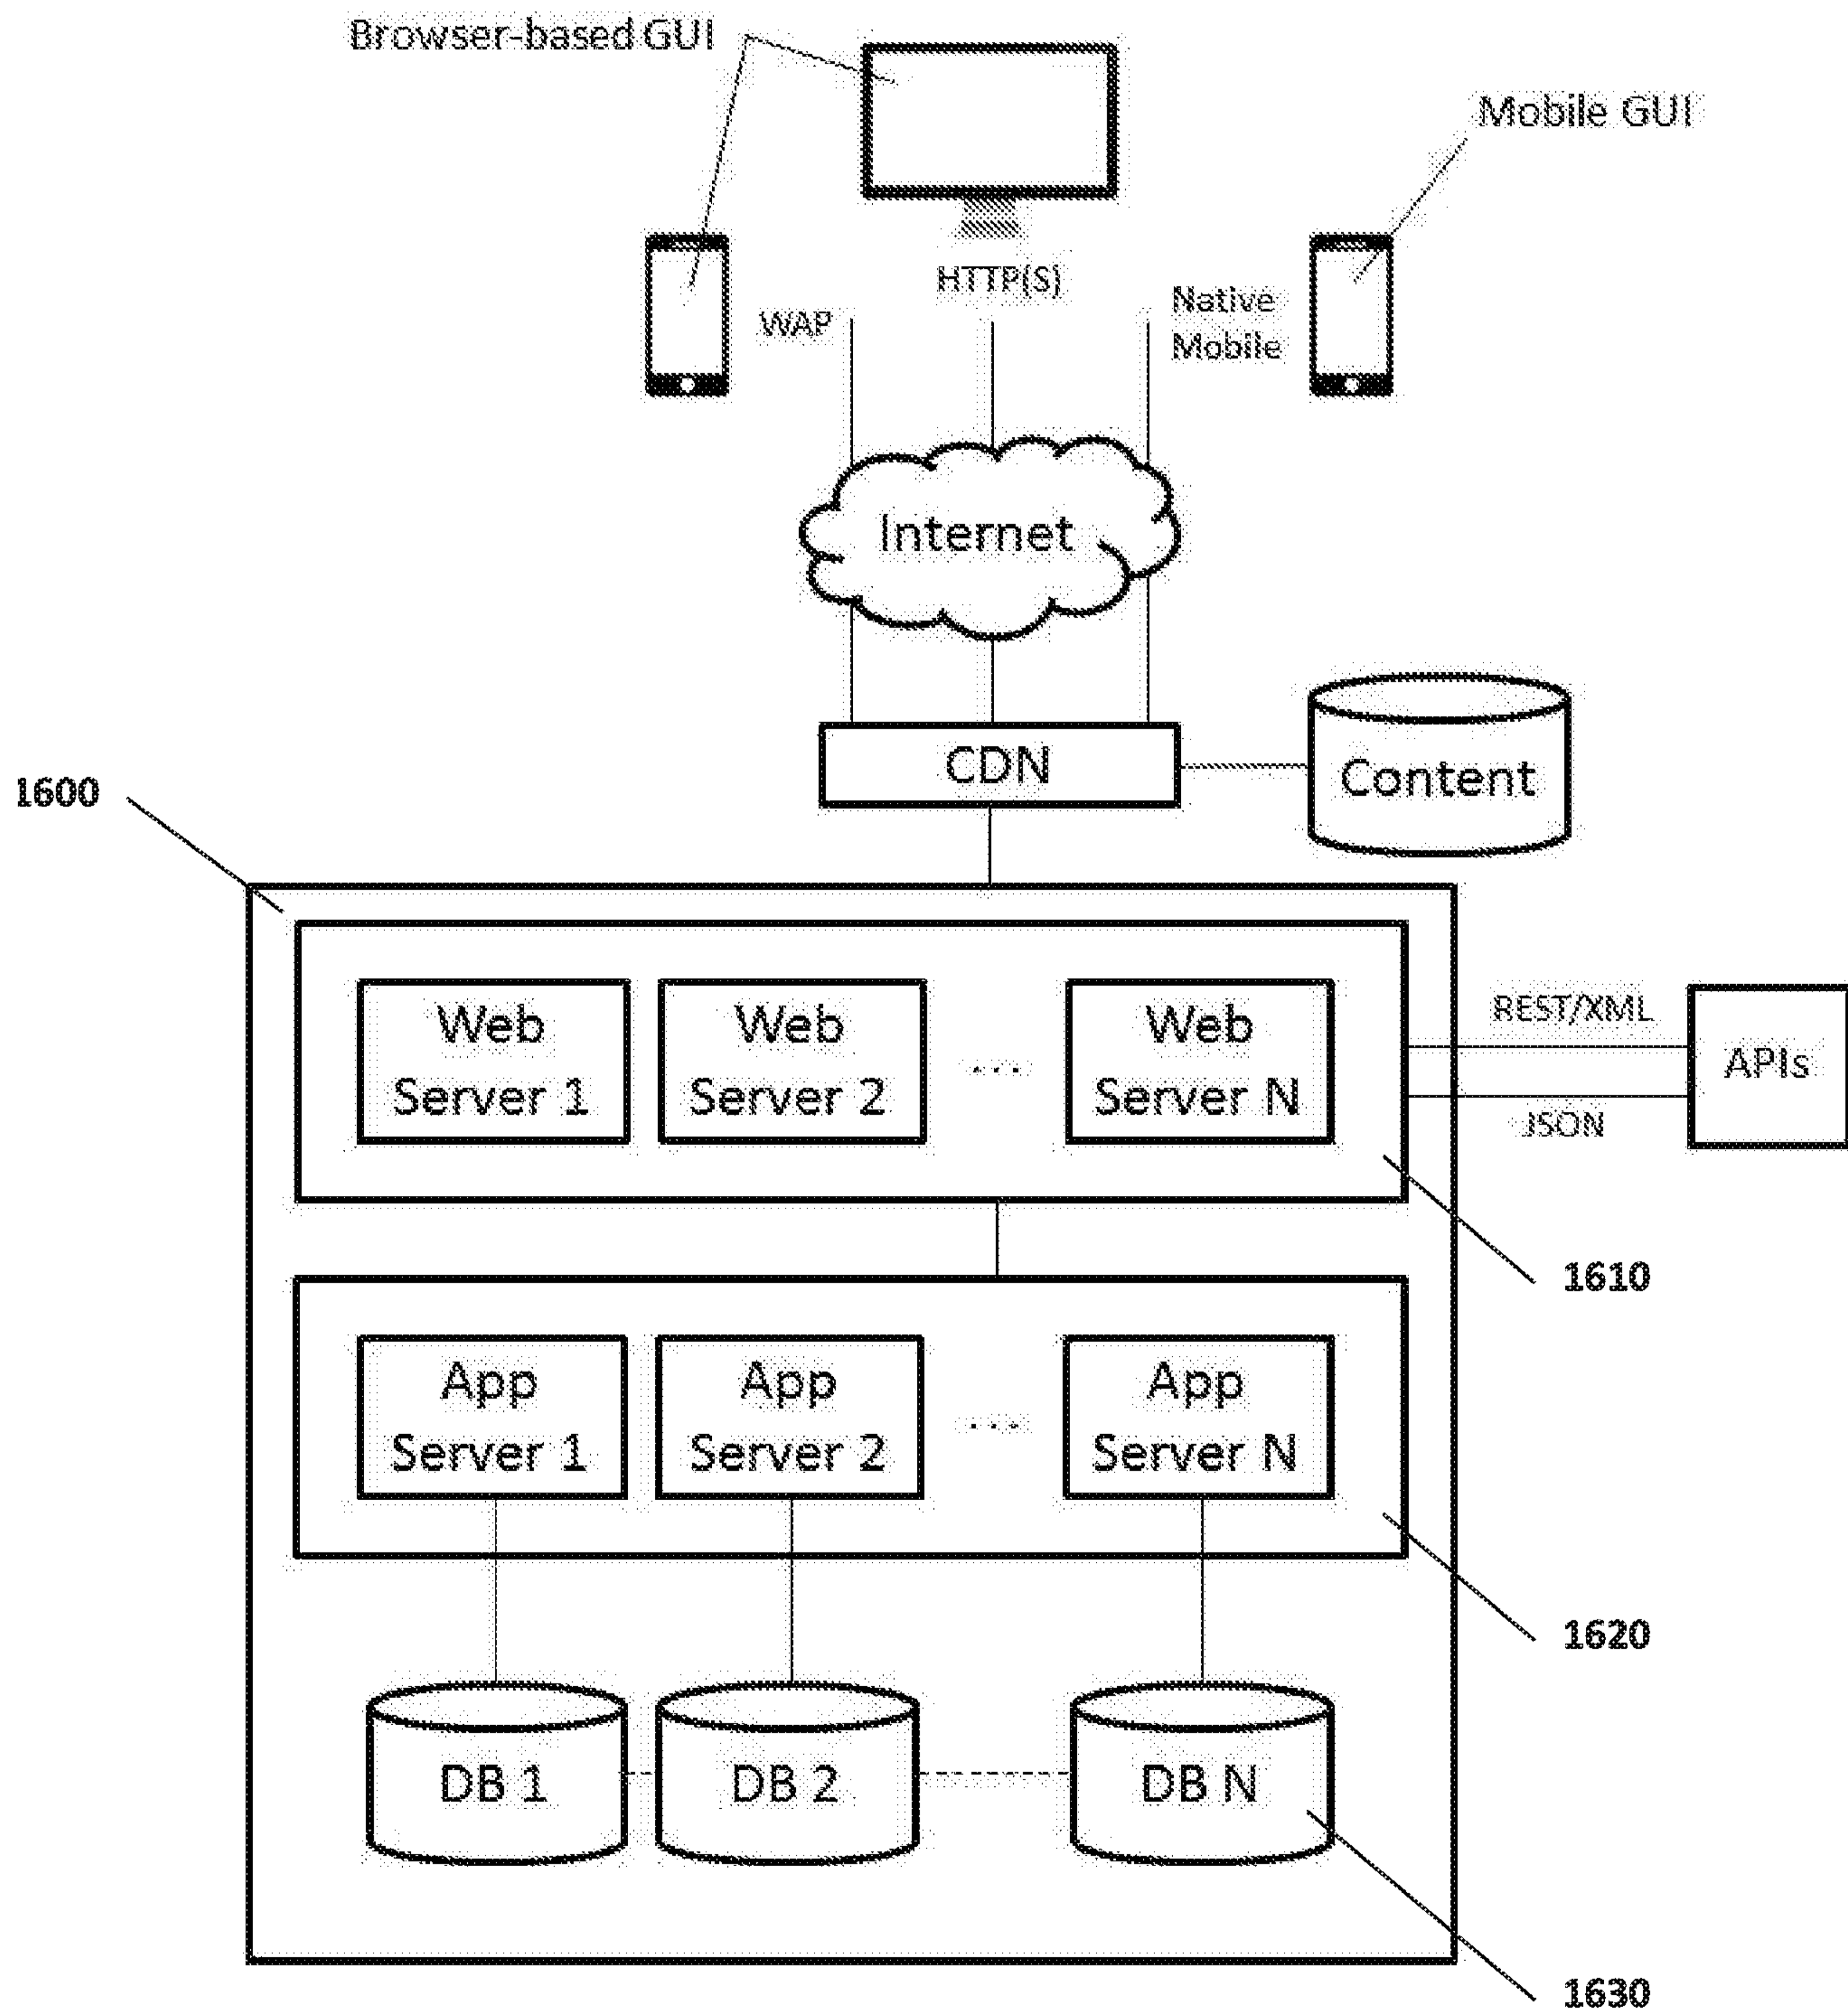 Browser-based GUI
Mobile GUI
HTTP(S)
WAP
Native
Mobile
Internet
CDN
Content
1600
Web
Server 1
Web
Server 2
...
Web
Server N
REST/XML
APIs
JSON
1610
App
Server 1
App
Server 2
...
App
Server N
1620
DB 1
DB 2
DB N
1630